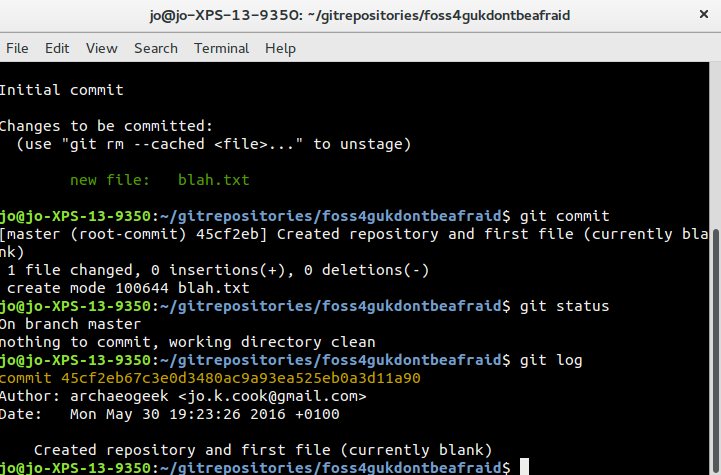 jo@jo-XPS-13-9350: ~/gitrepositories/foss4gukdontbeafraid ×
File Edit View Search Terminal Help
Initial commit
Changes to be committed:
(use "git rm --cached <file>..." to unstage)
new file: blah.txt
jo@jo-XPS-13-9350:~/gitrepositories/foss4gukdontbeafraid$ git commit
[master (root-commit) 45cf2eb] Created repository and first file (currently bla
nk)
1 file changed, 0 insertions(+), 0 deletions(-)
create mode 100644 blah.txt
jo@jo-XPS-13-9350:~/gitrepositories/foss4gukdontbeafraid$ git status
On branch master
nothing to commit, working directory clean
jo@jo-XPS-13-9350:~/gitrepositories/foss4gukdontbeafraid$ git log
commit 45cf2eb67c3e0d3480ac9a93ea525eb0a3d11a90
Author: archaeogeek <jo.k.cook@gmail.com>
Date: Mon May 30 19:23:26 2016 +0100
Created repository and first file (currently blank)
jo@jo-XPS-13-9350:~/gitrepositories/foss4gukdontbeafraid$